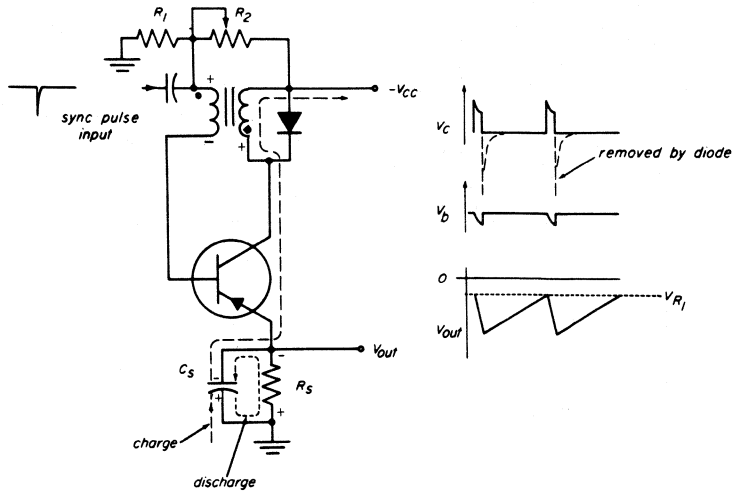 R1
R2
+
-VCC
sync pulse
input
-
+
Vout
CS
-
+
-
RS
+
charge
discharge
VC
removed by diode
Vb
0
VR1
Vout